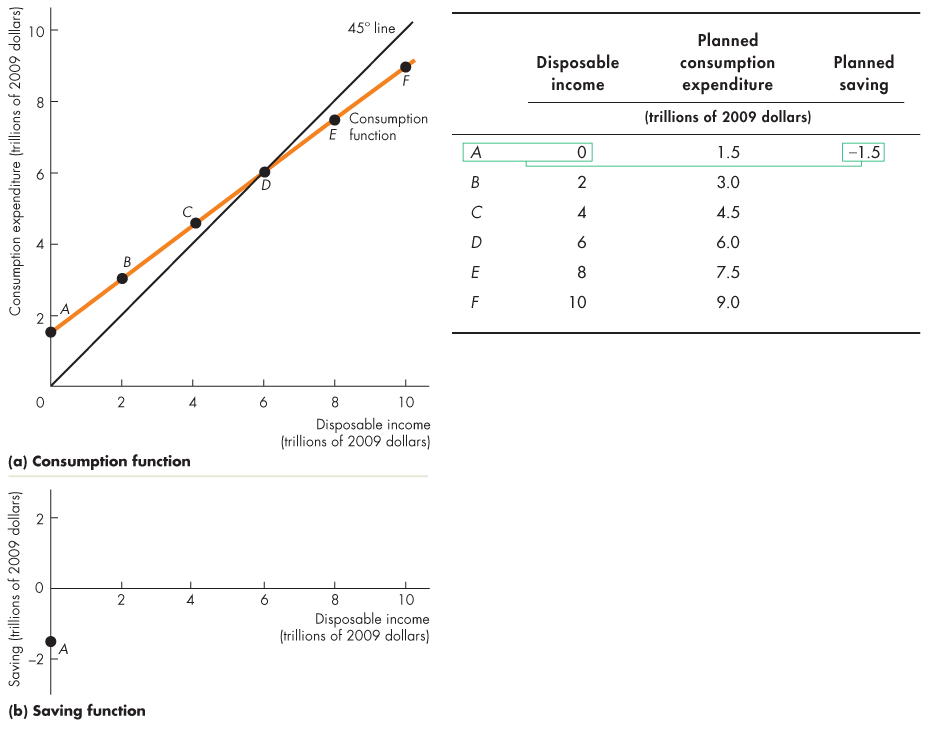 Consumption expenditure (trillions of 2009 dollars)
10
8
6
4
2
0
2
4
6
8
10
45° line
A
B
C
D
E
F
Consumption
function
Disposable income
(trillions of 2009 dollars)
(a) Consumption function
Saving (trillions of 2009 dollars)
2
0
–2
2
4
6
8
10
A
Disposable income
(trillions of 2009 dollars)
(b) Saving function
Planned
Disposable consumption Planned
income expenditure saving
(trillions of 2009 dollars)
A 0 1.5 –1.5
B 2 3.0
C 4 4.5
D 6 6.0
E 8 7.5
F 10 9.0